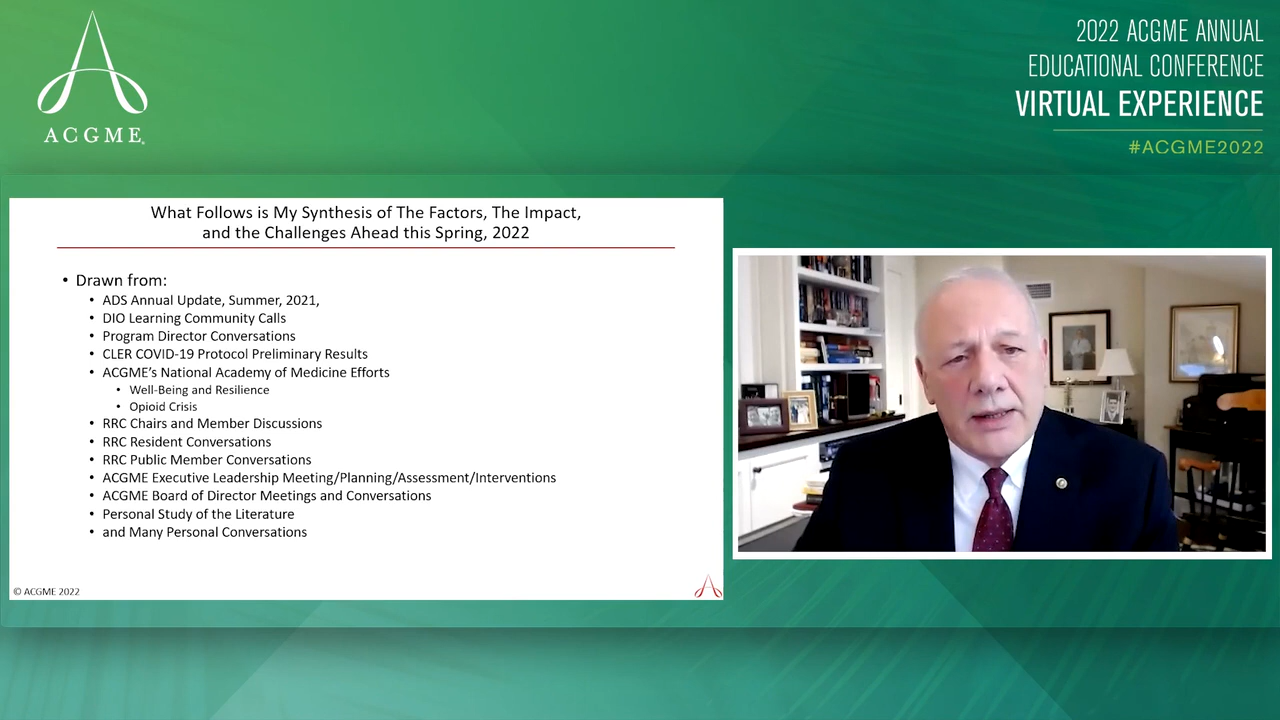 ACGME
2022 ACGME ANNUAL
EDUCATIONAL CONFERENCE
VIRTUAL EXPERIENCE
#ACGME2022
What Follows is My Synthesis of The Factors, The Impact,
and the Challenges Ahead this Spring, 2022
• Drawn from:
• ADS Annual Update, Summer, 2021,
• DIO Learning Community Calls
• Program Director Conversations
• CLER COVID-19 Protocol Preliminary Results
• ACGME's National Academy of Medicine Efforts
• Well-Being and Resilience
• Opioid Crisis
• RRC Chairs and Member Discussions
• RRC Resident Conversations
• RRC Public Member Conversations
• ACGME Executive Leadership Meeting/Planning/Assessment/Interventions
• ACGME Board of Director Meetings and Conversations
• Personal Study of the Literature
• and Many Personal Conversations
© ACGME 2022